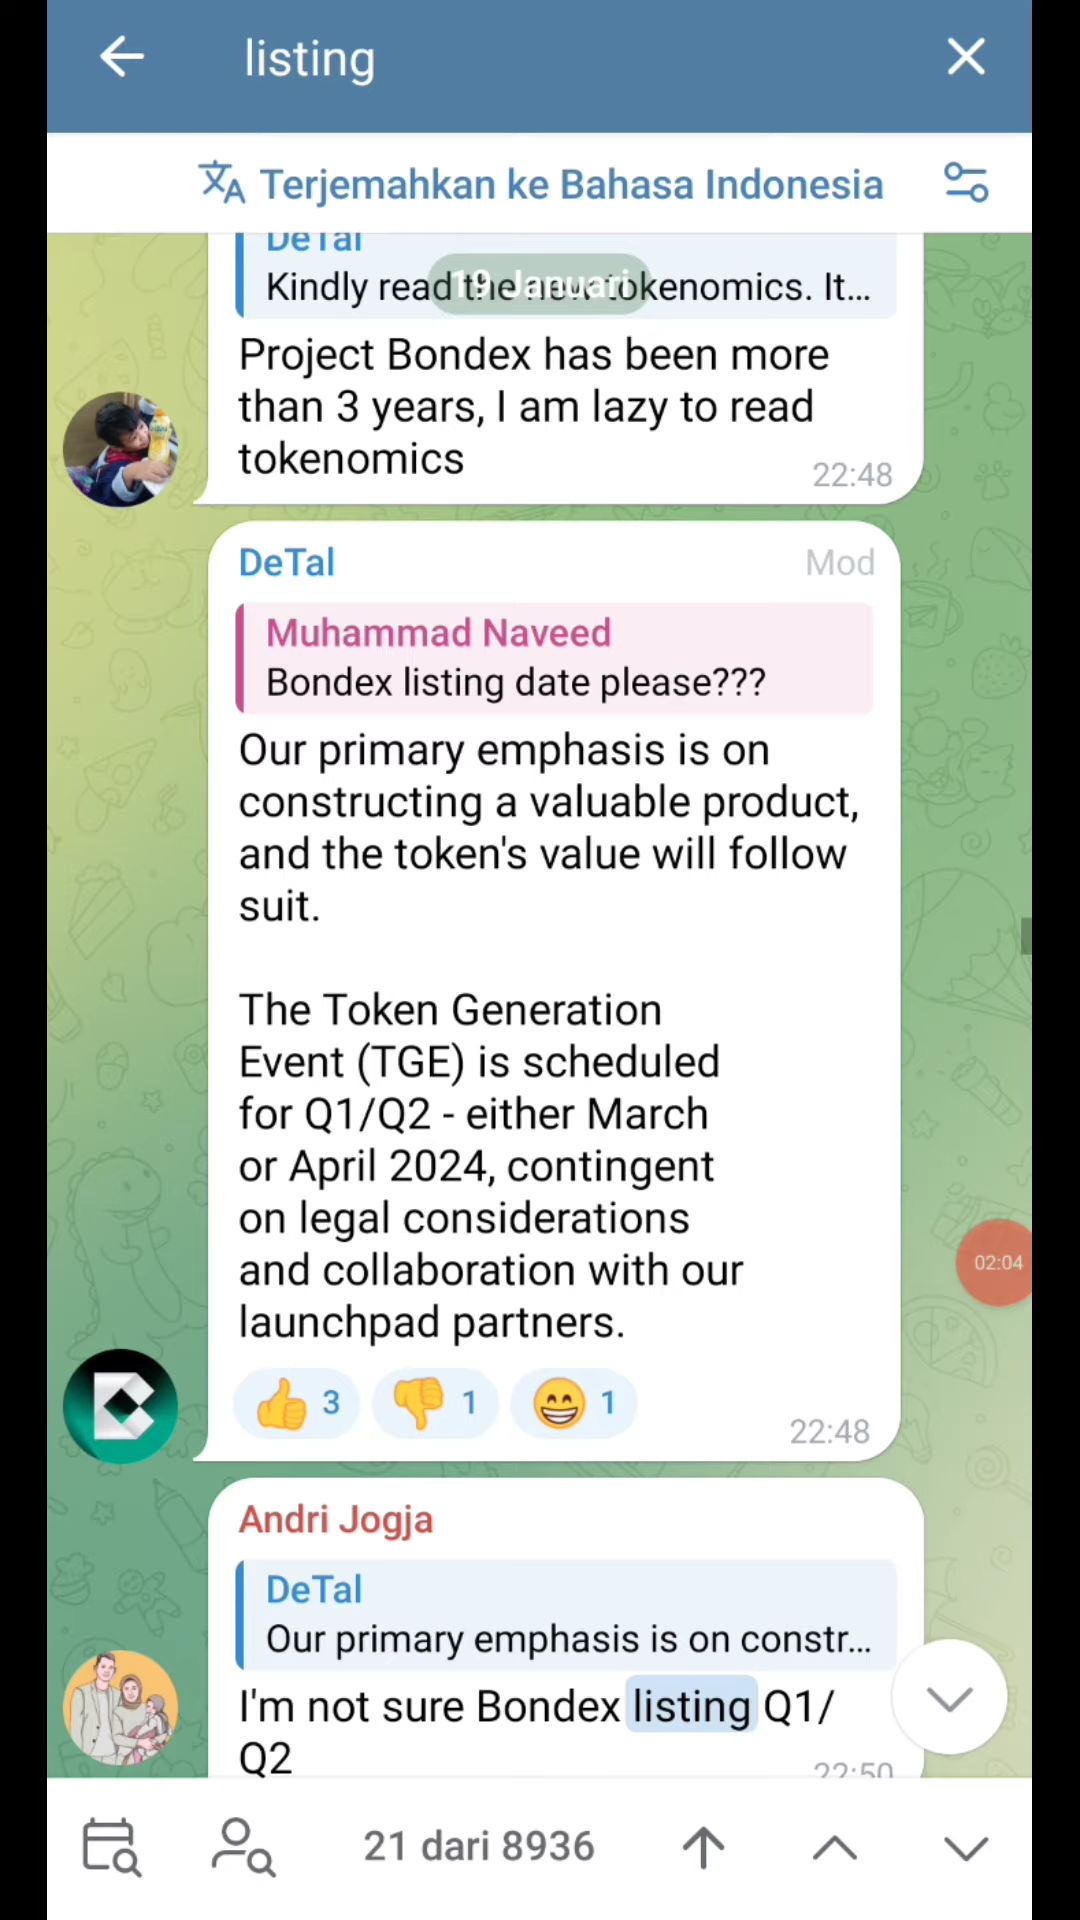 listing
Terjemahkan ke Bahasa Indonesia
DeTal
Kindly read the new tokenomics. It...
19 Januari
Project Bondex has been more
than 3 years, I am lazy to read
tokenomics
22:48
DeTal Mod
Muhammad Naveed
Bondex listing date please???
Our primary emphasis is on
constructing a valuable product,
and the token's value will follow
suit.
The Token Generation
Event (TGE) is scheduled
for Q1/Q2 - either March
or April 2024, contingent
on legal considerations
and collaboration with our
launchpad partners.
3 1 1
22:48
02:04
Andri Jogja
DeTal
Our primary emphasis is on constr...
I'm not sure Bondex listing Q1/
Q2
22:50
21 dari 8936